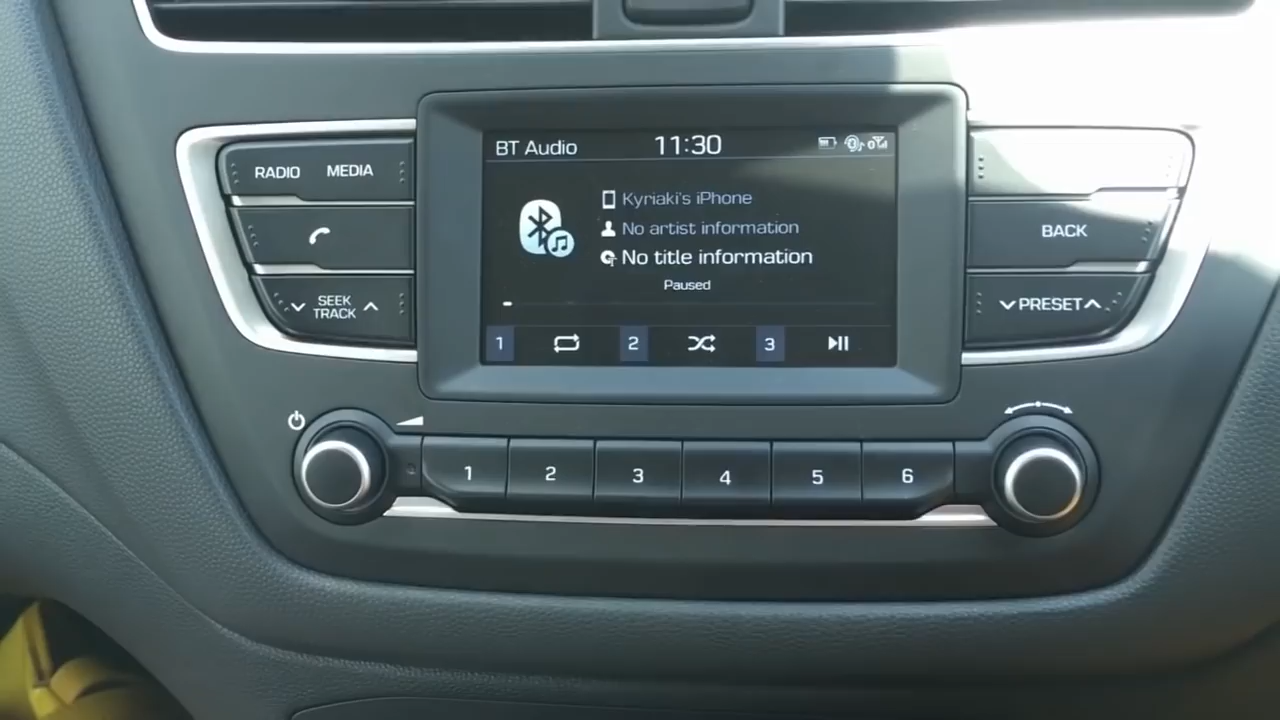 BT Audio 11:30
Kyriaki's iPhone
No artist information
No title information
Paused
1 2 3
RADIO MEDIA
SEEK
TRACK
BACK
PRESET
1 2 3 4 5 6